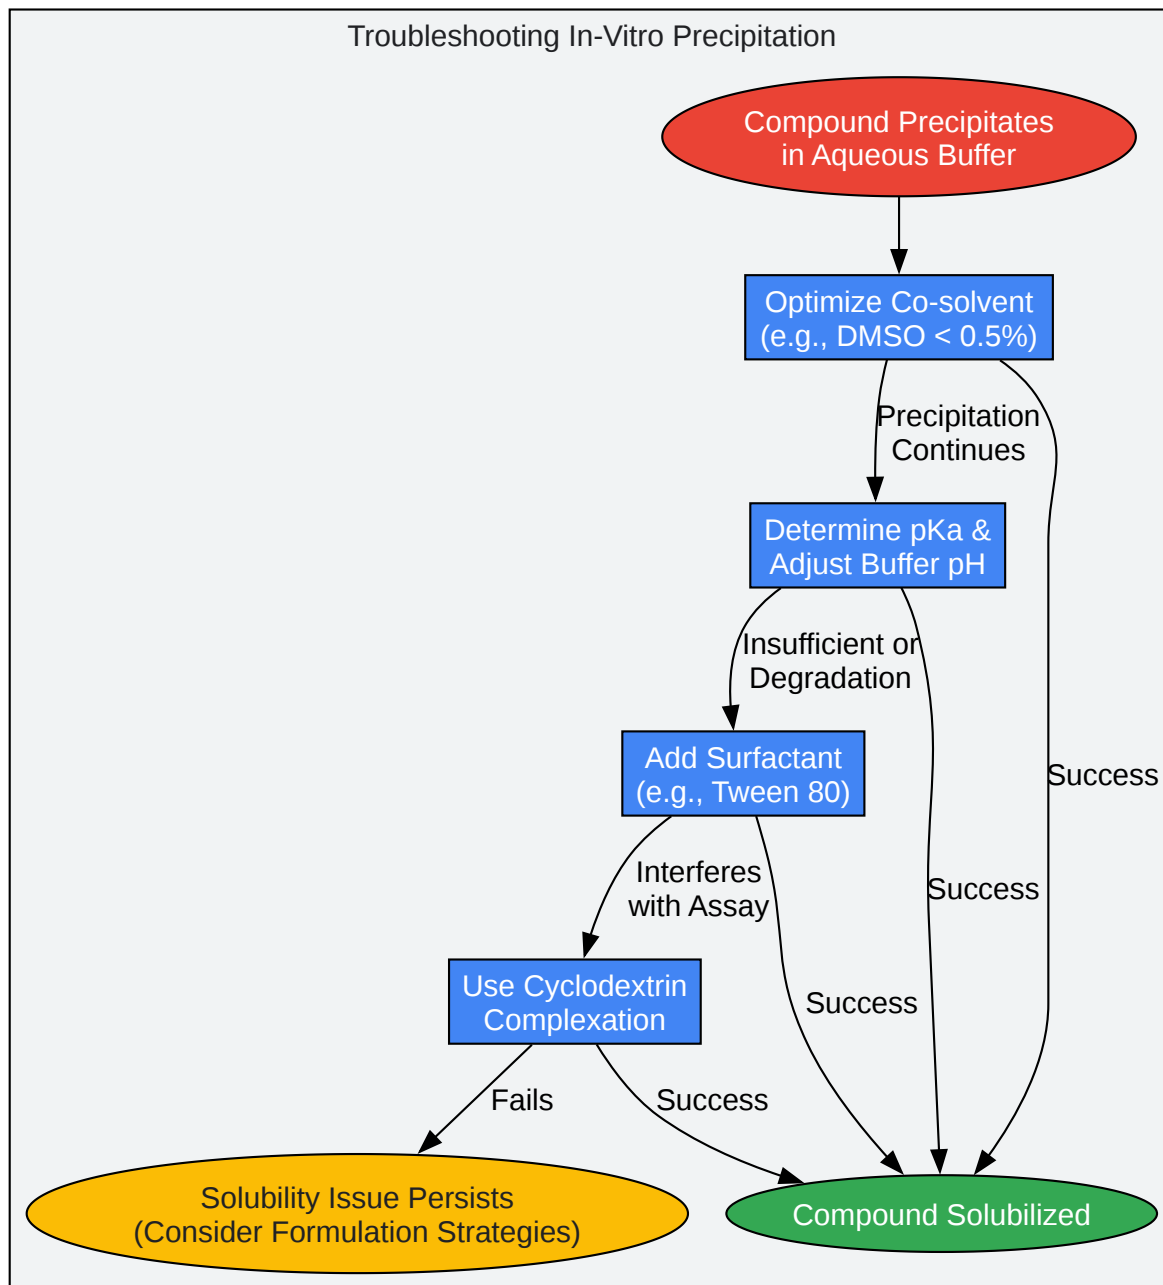 Troubleshooting In-Vitro Precipitation
Compound Precipitates
in Aqueous Buffer
Optimize Co-solvent
(e.g., DMSO < 0.5%)
Precipitation
Continues
Determine pKa &
Adjust Buffer pH
Insufficient or
Degradation
Add Surfactant
(e.g., Tween 80)
Success
Interferes
with Assay
Success
Use Cyclodextrin
Complexation
Success
Fails
Success
Solubility Issue Persists
(Consider Formulation Strategies)
Compound Solubilized